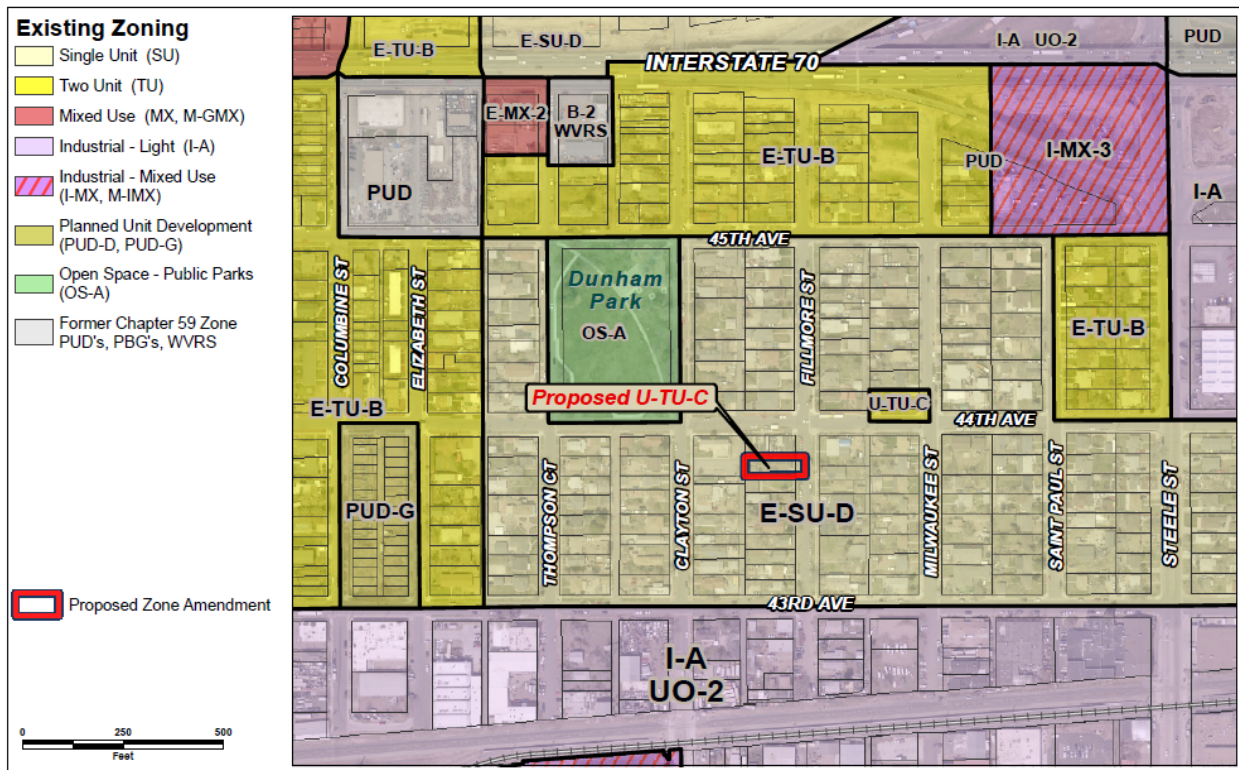 Existing Zoning
Single Unit (SU)
Two Unit (TU)
Mixed Use (MX, M-GMX)
Industrial - Light (I-A)
Industrial - Mixed Use
(I-MX, M-IMX)
Planned Unit Development
(PUD-D, PUD-G)
Open Space - Public Parks
(OS-A)
Former Chapter 59 Zone
PUD's, PBG's, WVRS
Proposed Zone Amendment
0 250 500
Feet
E-TU-B
E-SU-D
I-A UO-2
PUD
INTERSTATE 70
E-MX-2
B-2
WVRS
E-TU-B
PUD
I-MX-3
PUD
I-A
45TH AVE
COLUMBINE ST
ELIZABETH ST
Dunham
Park
OS-A
FILLMORE ST
E-TU-B
Proposed U-TU-C
U-TU-C
E-TU-B
44TH AVE
PUD-G
THOMPSON CT
CLAYTON ST
E-SU-D
MILWAUKEE ST
SAINT PAUL ST
STEELE ST
43RD AVE
I-A
UO-2